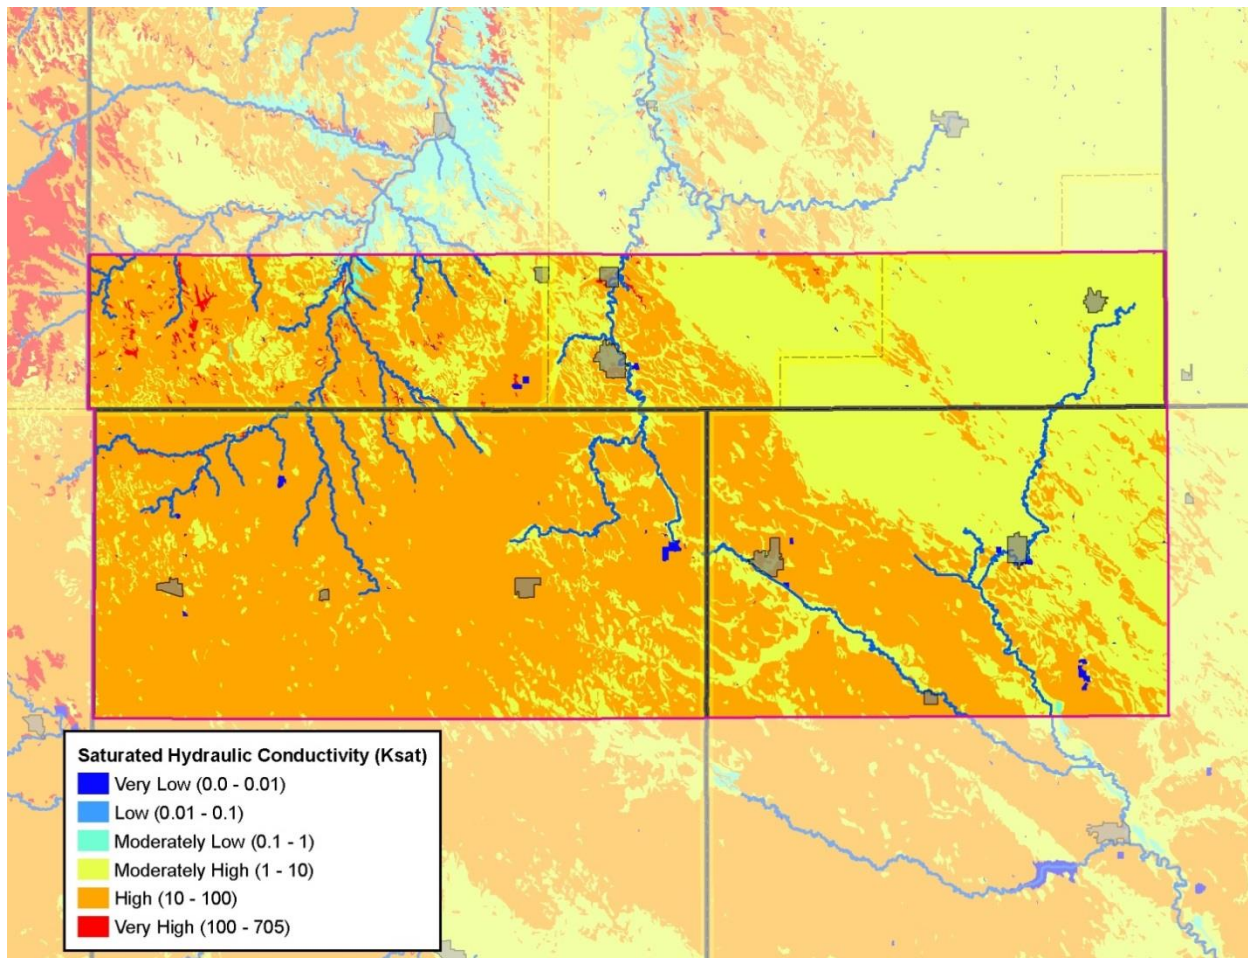 Saturated Hydraulic Conductivity (Ksat)
Very Low (0.0 - 0.01)
Low (0.01 - 0.1)
Moderately Low (0.1 - 1)
Moderately High (1 - 10)
High (10 - 100)
Very High (100 - 705)